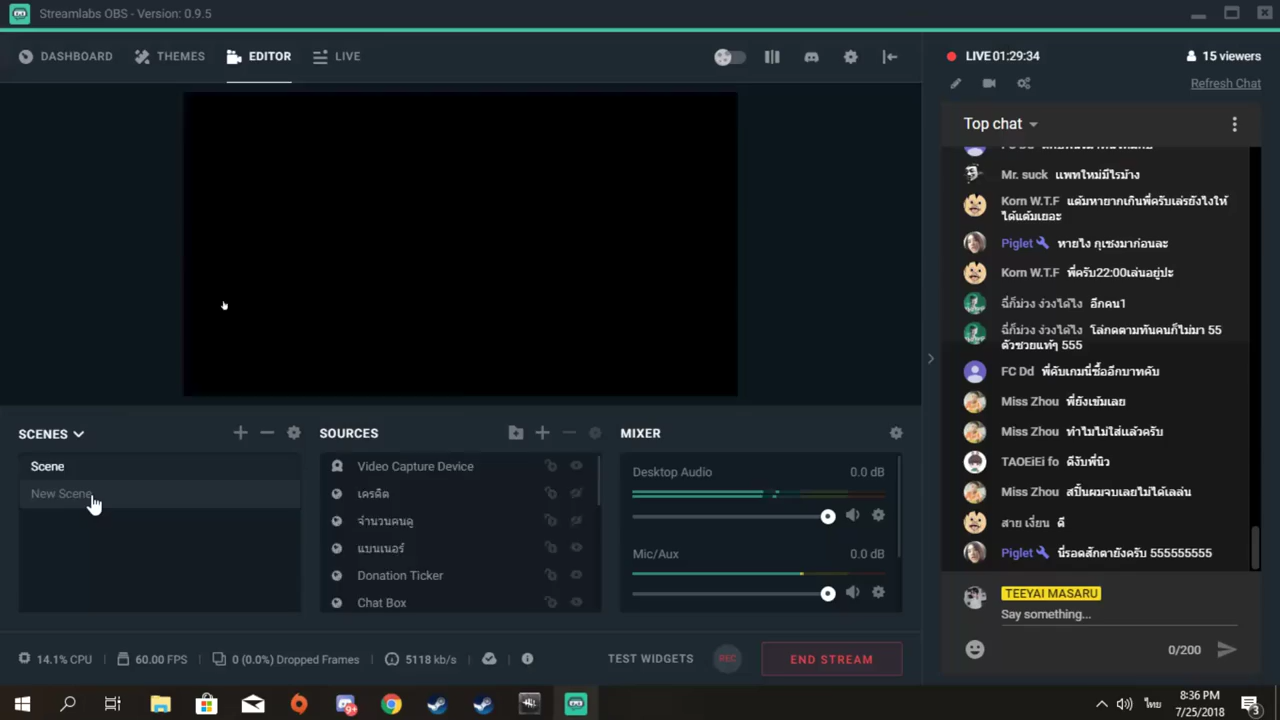 Streamlabs OBS - Version: 0.9.5
DASHBOARD THEMES EDITOR LIVE
LIVE 01:29:34 15 viewers
Refresh Chat
Top chat
FC Dd
Mr. suck แพทใหม่มีไรม้าง
Korn W.T.F แต้มหายากเกินพี่ครับเล่รยังไงให้
ได้แต้มเยอะ
Piglet หายไง กุเซงมาก่อนละ
Korn W.T.F พี่ครับ22:00เล่นอยู่ปะ
ฉี่ก็ม่วง ง่วงได้ไง อีกคน1
ฉี่ก็ม่วง ง่วงได้ไง โล่กดตามทันคนก็ไม่มา 55
ตัวซวยแท้ๆ 555
FC Dd พี่คับเกมนี่ซื้ออีกบาทคับ
Miss Zhou พี่ยังเข้มเลย
Miss Zhou ทำไมไม่ใส่แล้วครับ
TAOEiEi fo ดีงับพี่นิว
Miss Zhou สปั้นผมจบเลยไม่ได้เลล่น
สาย เงี่ยน ดี
Piglet นี่รอดสักตายังครับ 555555555
TEEYAI MASARU
Say something...
0/200
SCENES
Scene
New Scene
SOURCES
Video Capture Device
เครดิต
จำนวนคนดู
แบนเนอร์
Donation Ticker
Chat Box
MIXER
Desktop Audio 0.0 dB
Mic/Aux 0.0 dB
14.1% CPU 60.00 FPS 0 (0.0%) Dropped Frames 5118 kb/s
TEST WIDGETS REC END STREAM
9+
ไทย
8:36 PM
7/25/2018
3